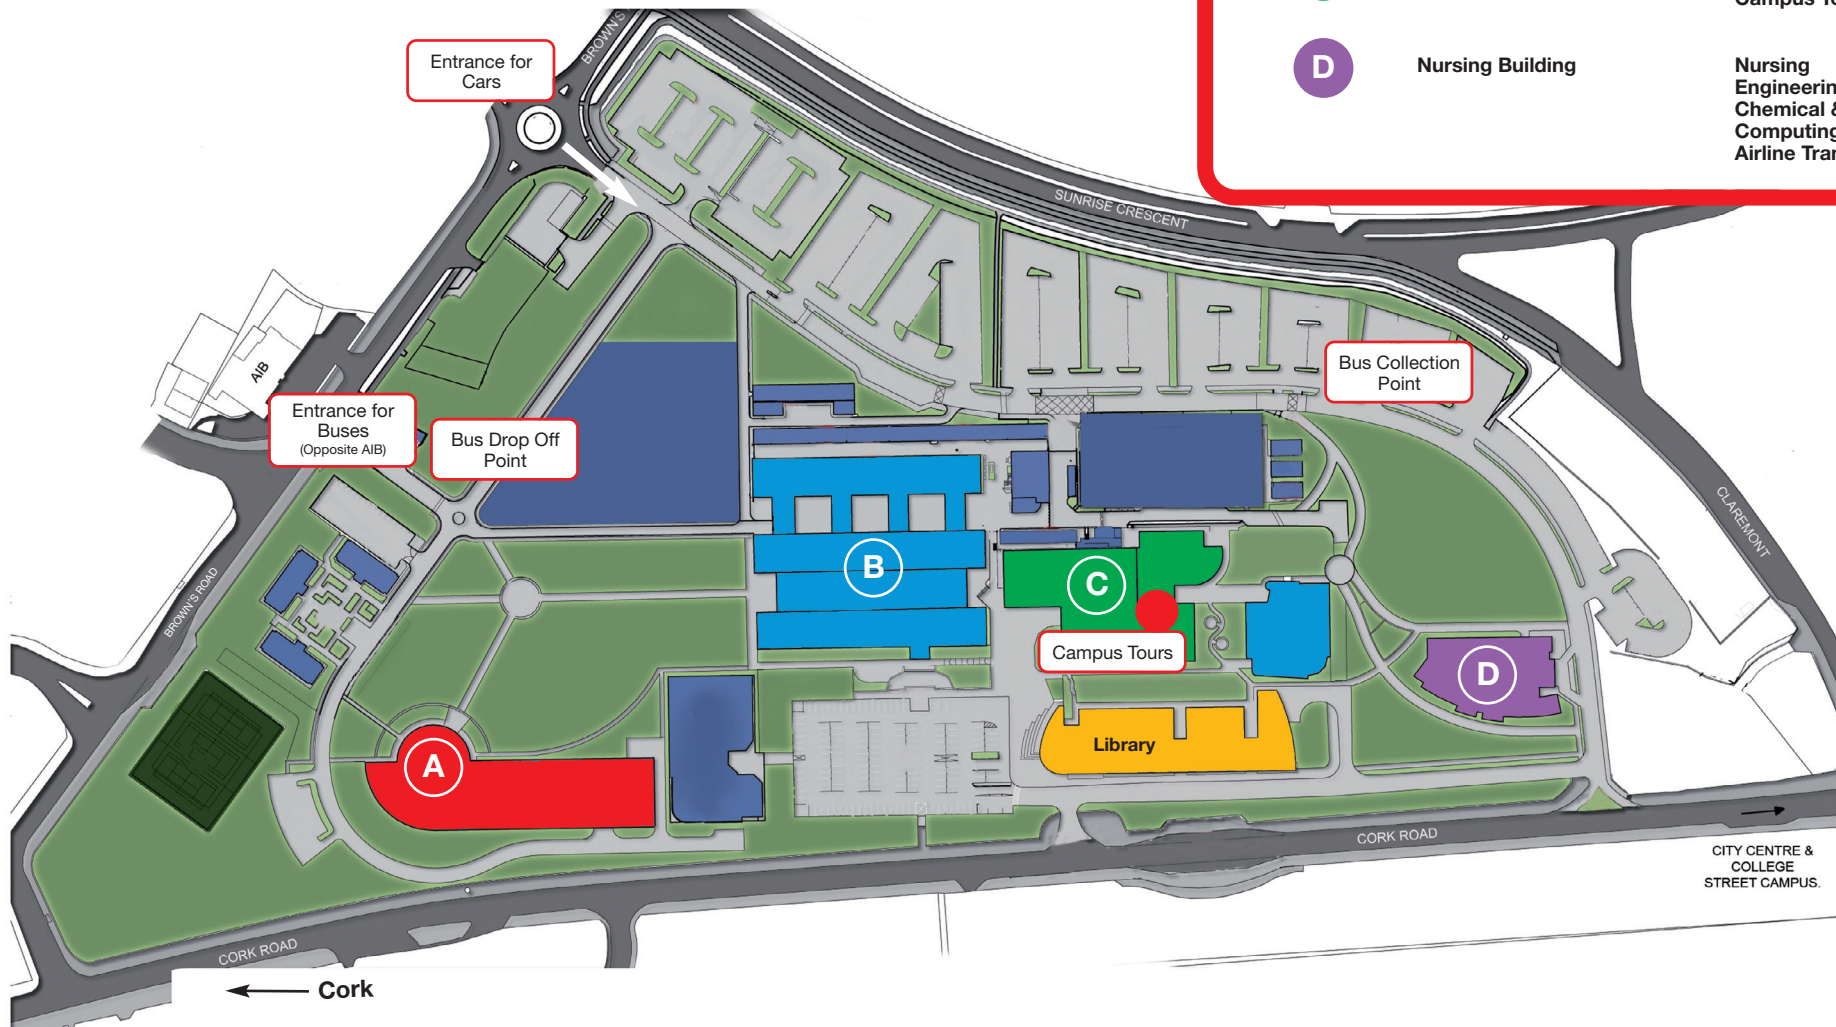 Campus To
D
Nursing Building
Nursing
Engineerin
Chemical &
Computing
Airline Tran
Entrance for
Cars
BROWN'S
SUNRISE CRESCENT
AIB
Entrance for
Buses
(Opposite AIB)
Bus Drop Off
Point
Bus Collection
Point
CLAREMONT
BROWN'S ROAD
B
C
Campus Tours
D
A
Library
CORK ROAD
CITY CENTRE &
COLLEGE
STREET CAMPUS.
CORK ROAD
Cork